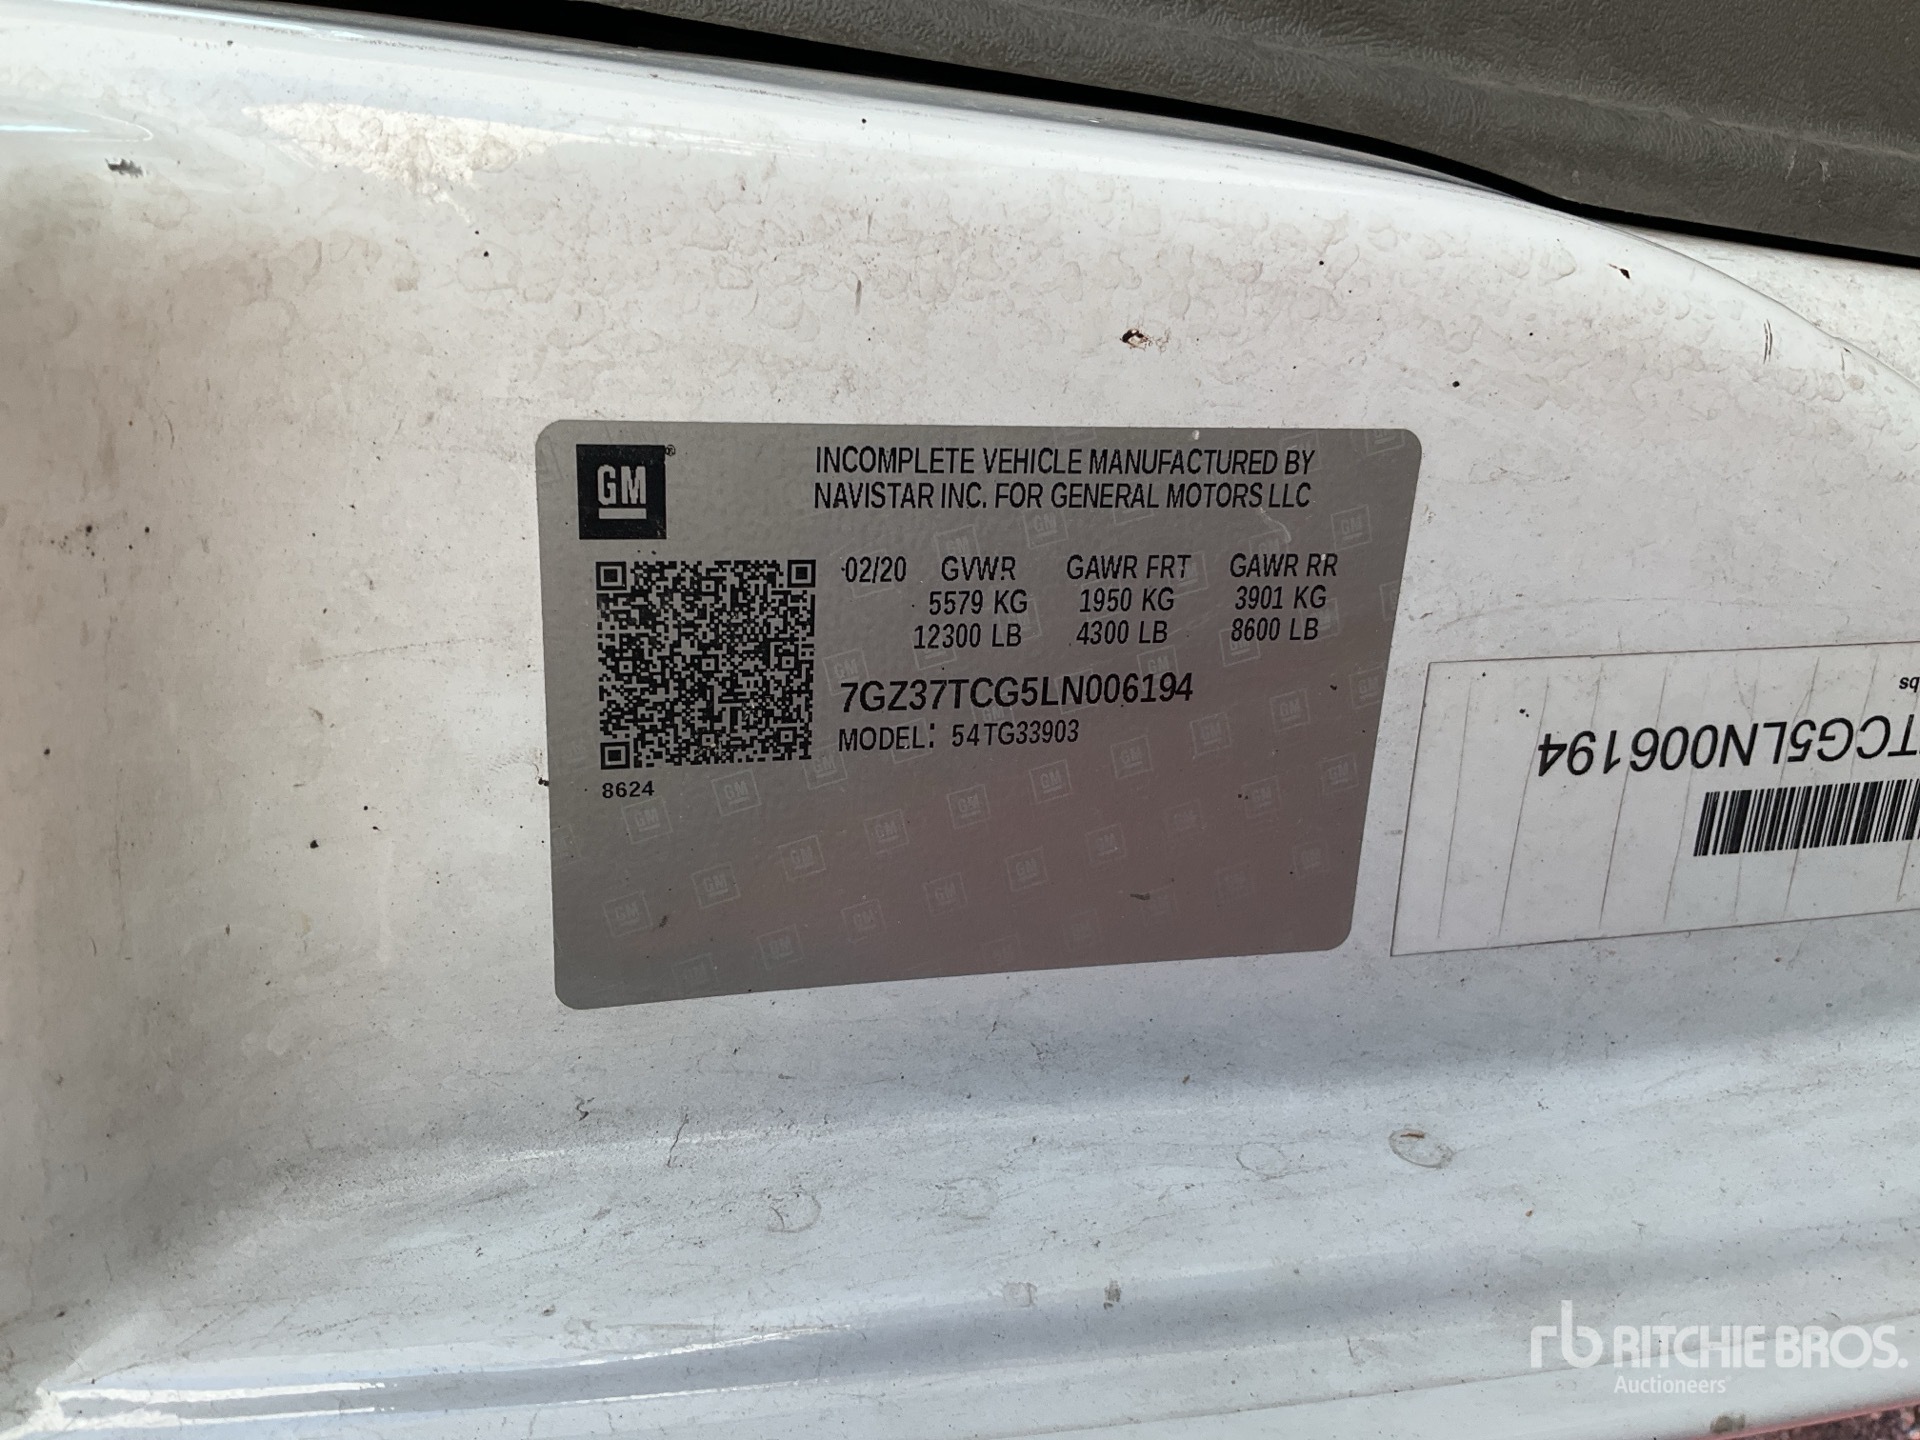 GM
INCOMPLETE VEHICLE MANUFACTURED BY
NAVISTAR INC. FOR GENERAL MOTORS LLC
02/20 GVWR GAWR FRT GAWR RR
5579 KG 1950 KG 3901 KG
12300 LB 4300 LB 8600 LB
7GZ37TCG5LN006194
MODEL: 54TG33903
8624
bs
TCG5LN006194
rb RITCHIE BROS.
Auctioneers